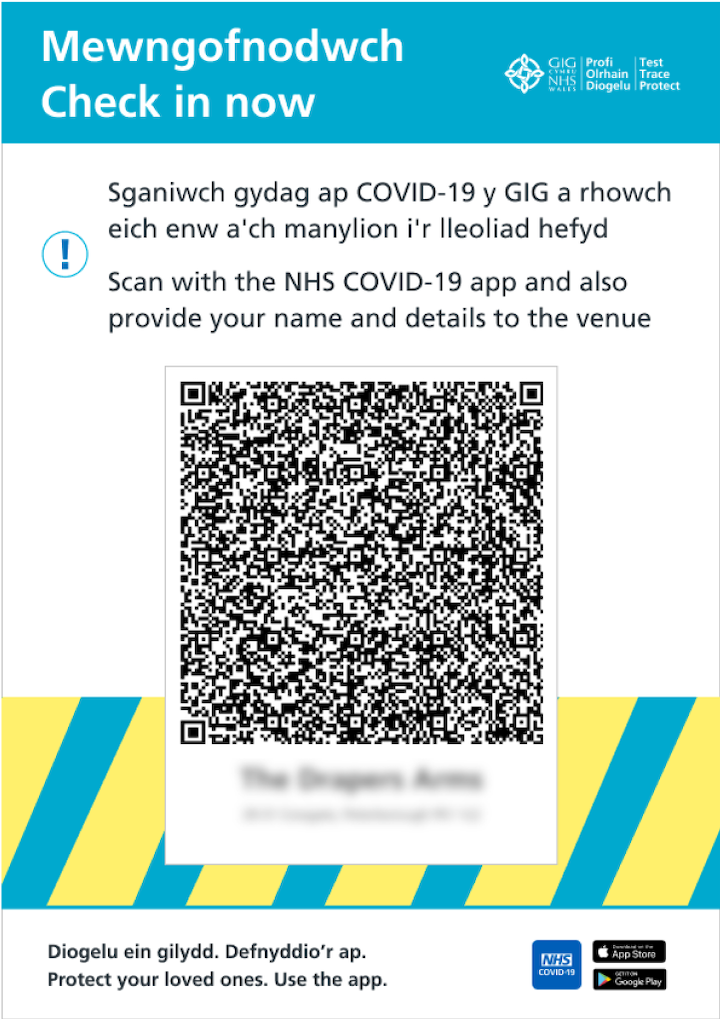 Mewngofnodwch
Check in now
GIG
CYMRU
NHS
WALES
Profi
Olrhain
Diogelu
Test
Trace
Protect
Sganiwch gydag ap COVID-19 y GIG a rhowch
eich enw a'ch manylion i'r lleoliad hefyd
!
Scan with the NHS COVID-19 app and also
provide your name and details to the venue
The Drapers Arms
Diogelu ein gilydd. Defnyddio’r ap.
Protect your loved ones. Use the app.
NHS
COVID-19
Download on the
App Store
GET IT ON
Google Play